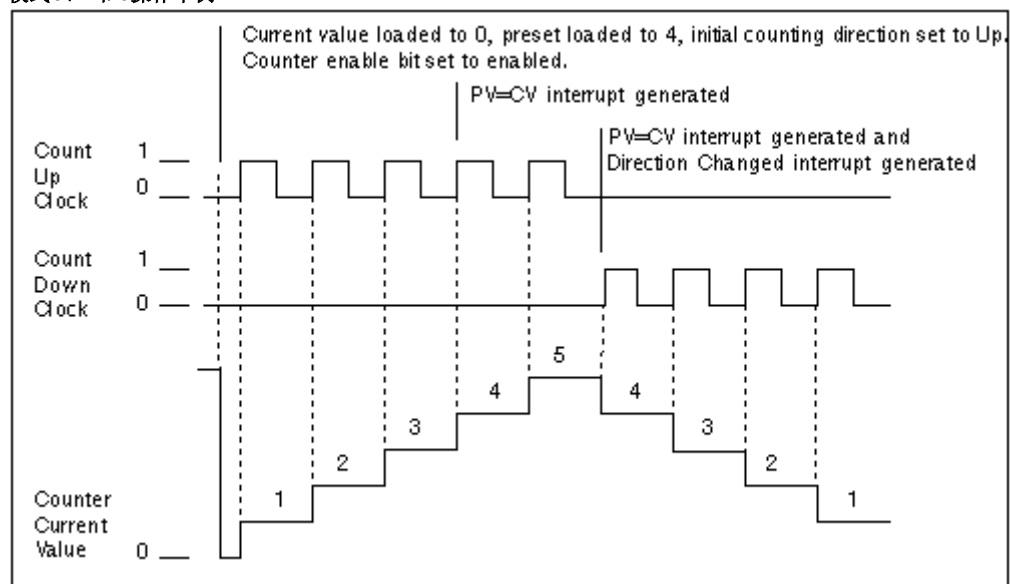 Current value loaded to 0, preset loaded to 4, initial counting direction set to Up.
Counter enable bit set to enabled.
PV=CV interrupt generated
PV=CV interrupt generated and
Direction Changed interrupt generated
Count 1
Up
Clock 0
Count 1
Down
Clock 0
5
4 4
3 3
2 2
1 1
Counter
Current
Value 0